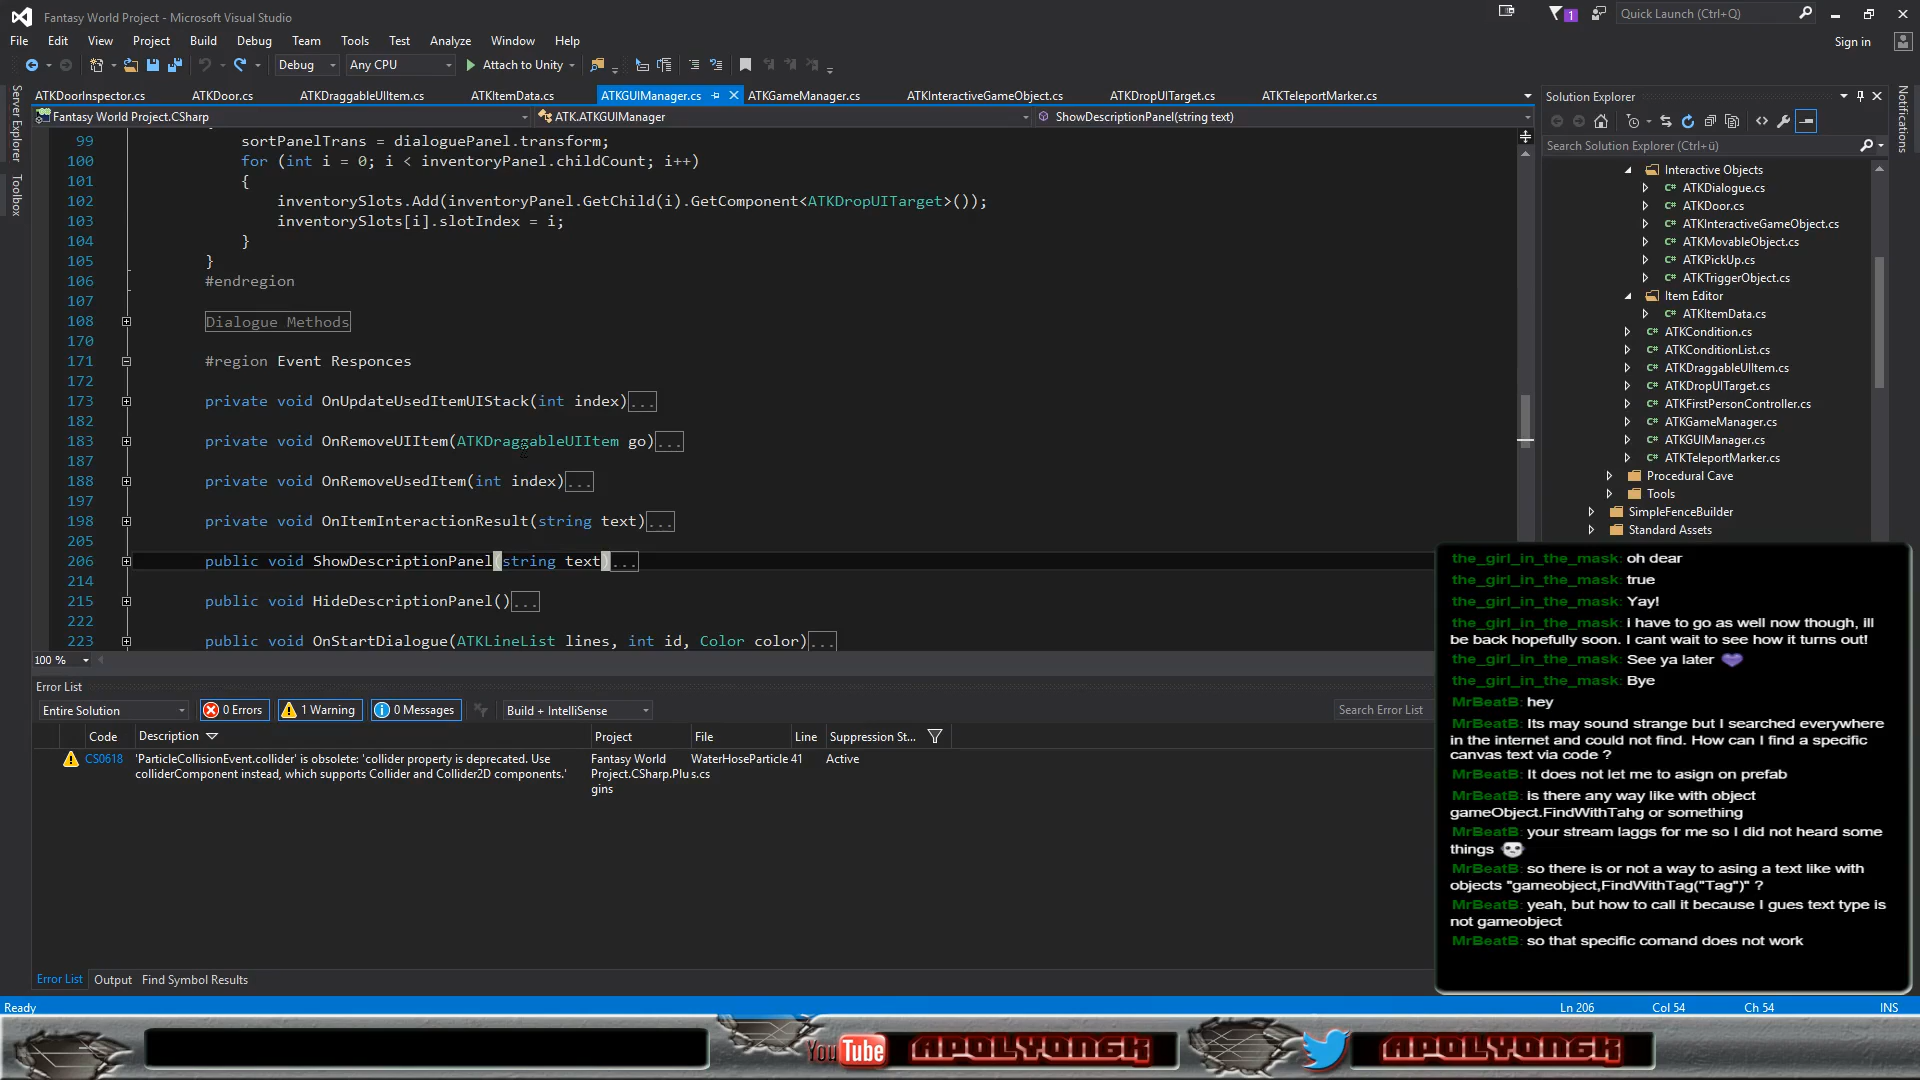 Fantasy World Project - Microsoft Visual Studio
1
Quick Launch (Ctrl+Q)
File Edit View Project Build Debug Team Tools Test Analyze Window Help
Sign in
Debug Any CPU Attach to Unity
ATKDoorInspector.cs ATKDoor.cs ATKDraggableUIItem.cs ATKItemData.cs ATKGUIManager.cs ATKGameManager.cs ATKInteractiveGameObject.cs ATKDropUITarget.cs ATKTeleportMarker.cs
Fantasy World Project.CSharp ATK.ATKGUIManager ShowDescriptionPanel(string text)
Server Explorer
Toolbox
99 sortPanelTrans = dialoguePanel.transform;
100 for (int i = 0; i < inventoryPanel.childCount; i++)
101 {
102 inventorySlots.Add(inventoryPanel.GetChild(i).GetComponent<ATKDropUITarget>());
103 inventorySlots[i].slotIndex = i;
104 }
105 }
106 #endregion
107
108 Dialogue Methods
170
171 #region Event Responces
172
173 private void OnUpdateUsedItemUIStack(int index)...
182
183 private void OnRemoveUIItem(ATKDraggableUIItem go)...
187
188 private void OnRemoveUsedItem(int index)...
197
198 private void OnItemInteractionResult(string text)...
205
206 public void ShowDescriptionPanel(string text)...
214
215 public void HideDescriptionPanel()...
222
223 public void OnStartDialogue(ATKLineList lines, int id, Color color)...
100 %
Solution Explorer
Search Solution Explorer (Ctrl+ü)
Interactive Objects
C# ATKDialogue.cs
C# ATKDoor.cs
C# ATKInteractiveGameObject.cs
C# ATKMovableObject.cs
C# ATKPickUp.cs
C# ATKTriggerObject.cs
Item Editor
C# ATKItemData.cs
C# ATKCondition.cs
C# ATKConditionList.cs
C# ATKDraggableUIItem.cs
C# ATKDropUITarget.cs
C# ATKFirstPersonController.cs
C# ATKGameManager.cs
C# ATKGUIManager.cs
C# ATKTeleportMarker.cs
Procedural Cave
Tools
SimpleFenceBuilder
Standard Assets
Notifications
Error List
Entire Solution 0 Errors 1 Warning 0 Messages Build + IntelliSense Search Error List
Code Description Project File Line Suppression St...
CS0618 'ParticleCollisionEvent.collider' is obsolete: 'collider property is deprecated. Use Fantasy World WaterHoseParticle 41 Active
colliderComponent instead, which supports Collider and Collider2D components.' Project.CSharp.Plu s.cs
gins
Error List Output Find Symbol Results
the_girl_in_the_mask: oh dear
the_girl_in_the_mask: true
the_girl_in_the_mask: Yay!
the_girl_in_the_mask: i have to go as well now though, ill
be back hopefully soon. I cant wait to see how it turns out!
the_girl_in_the_mask: See ya later
the_girl_in_the_mask: Bye
MrBeatB: hey
MrBeatB: Its may sound strange but I searched everywhere
in the internet and could not find. How can I find a specific
canvas text via code ?
MrBeatB: It does not let me to asign on prefab
MrBeatB: is there any way like with object
gameObject.FindWithTahg or something
MrBeatB: your stream laggs for me so I did not heard some
things
MrBeatB: so there is or not a way to asing a text like with
objects "gameobject,FindWithTag("Tag")" ?
MrBeatB: yeah, but how to call it because I gues text type is
not gameobject
MrBeatB: so that specific comand does not work
Ready Ln 206 Col 54 Ch 54 INS
YouTube APOLYONGK APOLYONGK